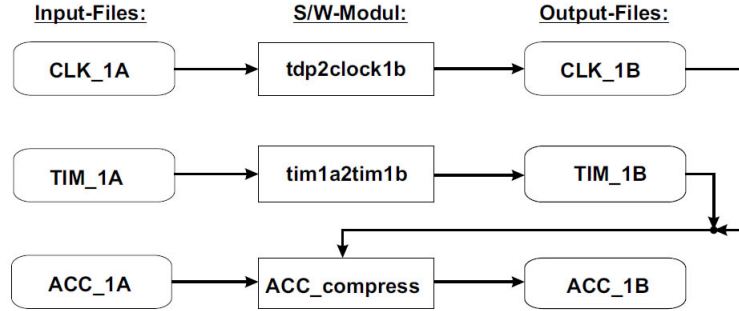 Input-Files: S/W-Modul: Output-Files:
CLK_1A tdp2clock1b CLK_1B
TIM_1A tim1a2tim1b TIM_1B
ACC_1A ACC_compress ACC_1B